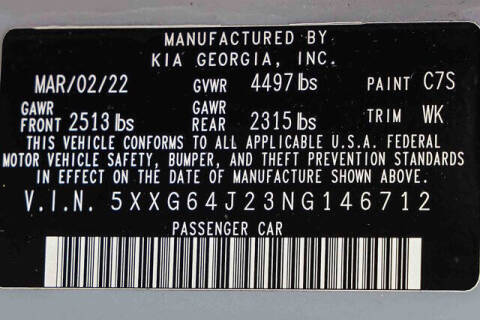 MANUFACTURED BY
KIA GEORGIA, INC.
MAR/02/22 GVWR 4497 lbs PAINT C7S
GAWR FRONT 2513 lbs GAWR REAR 2315 lbs TRIM WK
THIS VEHICLE CONFORMS TO ALL APPLICABLE U.S.A. FEDERAL
MOTOR VEHICLE SAFETY, BUMPER, AND THEFT PREVENTION STANDARDS
IN EFFECT ON THE DATE OF MANUFACTURE SHOWN ABOVE.
V.I.N. 5XXG64J23NG146712
PASSENGER CAR